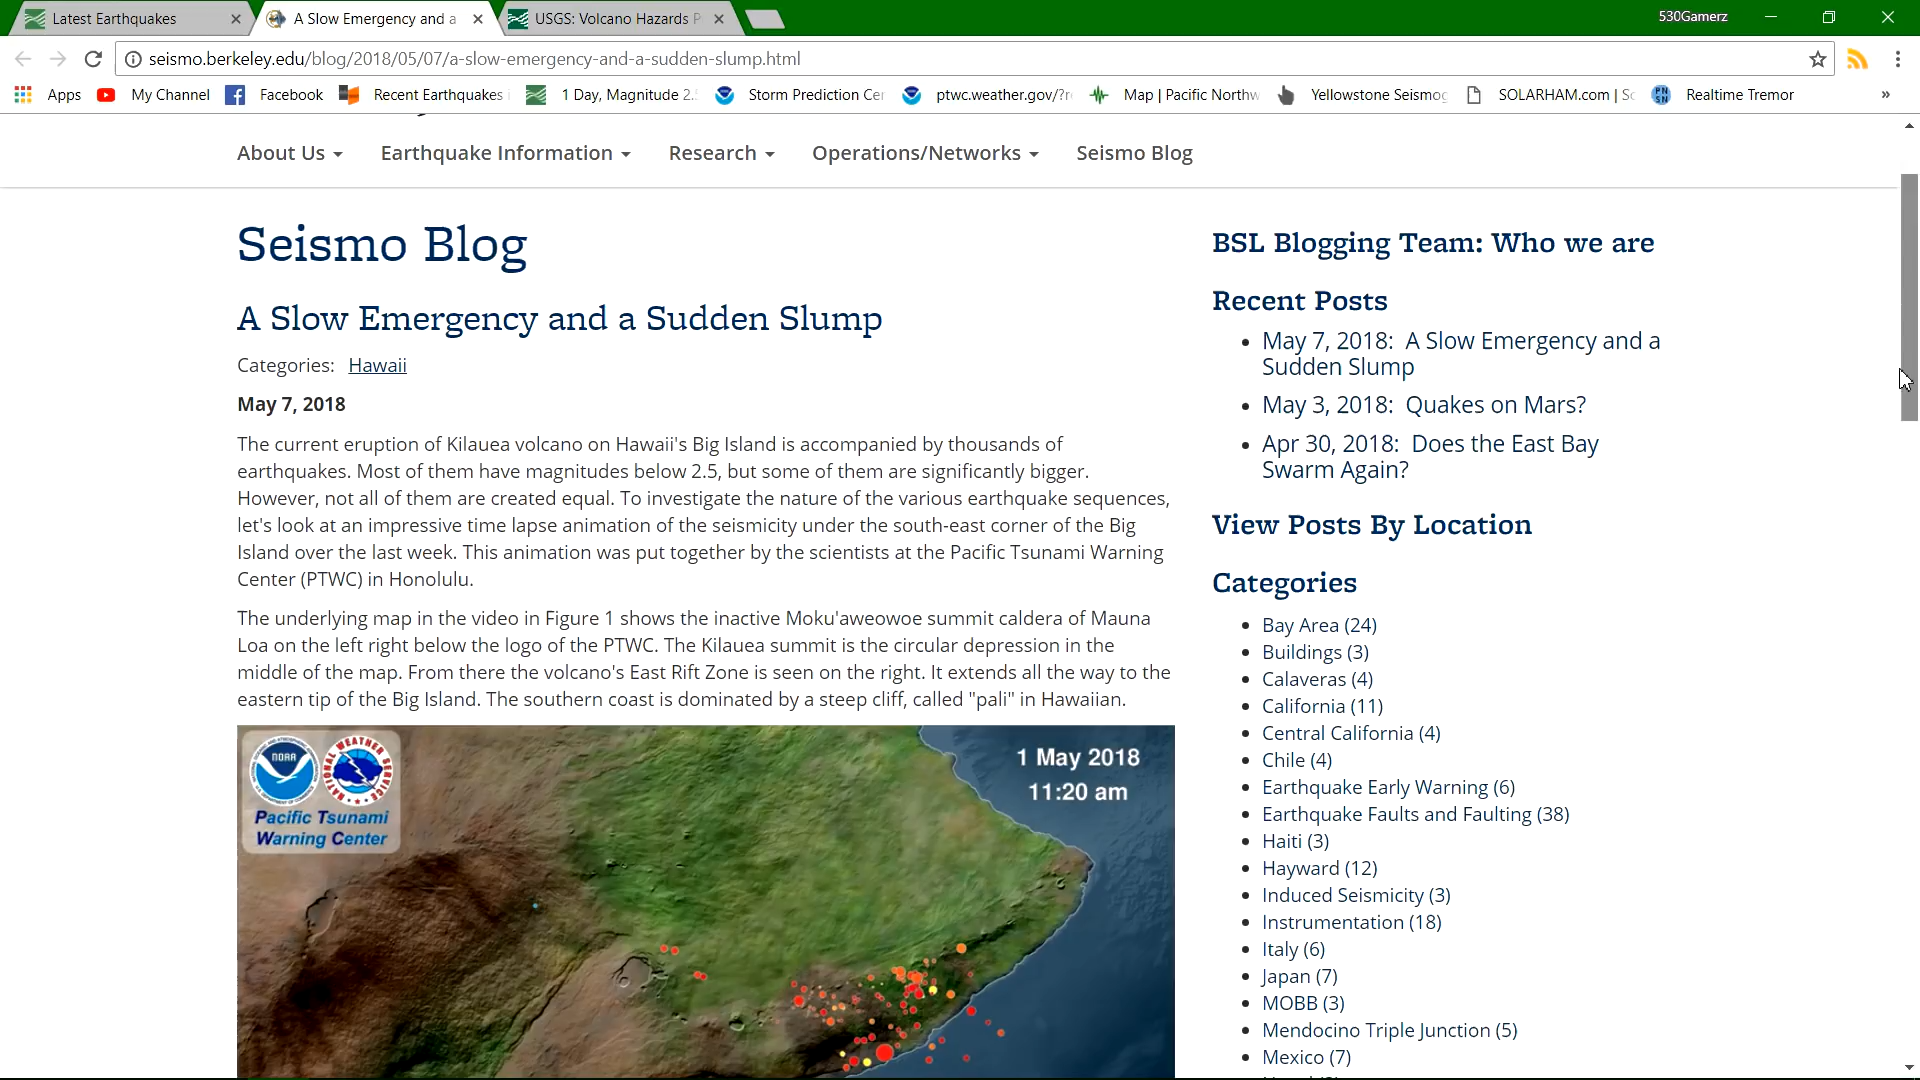 Latest Earthquakes
A Slow Emergency and a
USGS: Volcano Hazards P
530Gamerz
seismo.berkeley.edu/blog/2018/05/07/a-slow-emergency-and-a-sudden-slump.html
Apps
My Channel
Facebook
Recent Earthquakes
1 Day, Magnitude 2.
Storm Prediction Cen
ptwc.weather.gov/?r
Map | Pacific Northw
Yellowstone Seismog
SOLARHAM.com | So
Realtime Tremor
About Us
Earthquake Information
Research
Operations/Networks
Seismo Blog
Seismo Blog
A Slow Emergency and a Sudden Slump
Categories: Hawaii
May 7, 2018
The current eruption of Kilauea volcano on Hawaii's Big Island is accompanied by thousands of
earthquakes. Most of them have magnitudes below 2.5, but some of them are significantly bigger.
However, not all of them are created equal. To investigate the nature of the various earthquake sequences,
let's look at an impressive time lapse animation of the seismicity under the south-east corner of the Big
Island over the last week. This animation was put together by the scientists at the Pacific Tsunami Warning
Center (PTWC) in Honolulu.
The underlying map in the video in Figure 1 shows the inactive Moku'aweowoe summit caldera of Mauna
Loa on the left right below the logo of the PTWC. The Kilauea summit is the circular depression in the
middle of the map. From there the volcano's East Rift Zone is seen on the right. It extends all the way to the
eastern tip of the Big Island. The southern coast is dominated by a steep cliff, called "pali" in Hawaiian.
NOAA
NATIONAL WEATHER SERVICE
Pacific Tsunami
Warning Center
1 May 2018
11:20 am
BSL Blogging Team: Who we are
Recent Posts
May 7, 2018: A Slow Emergency and a
Sudden Slump
May 3, 2018: Quakes on Mars?
Apr 30, 2018: Does the East Bay
Swarm Again?
View Posts By Location
Categories
Bay Area (24)
Buildings (3)
Calaveras (4)
California (11)
Central California (4)
Chile (4)
Earthquake Early Warning (6)
Earthquake Faults and Faulting (38)
Haiti (3)
Hayward (12)
Induced Seismicity (3)
Instrumentation (18)
Italy (6)
Japan (7)
MOBB (3)
Mendocino Triple Junction (5)
Mexico (7)